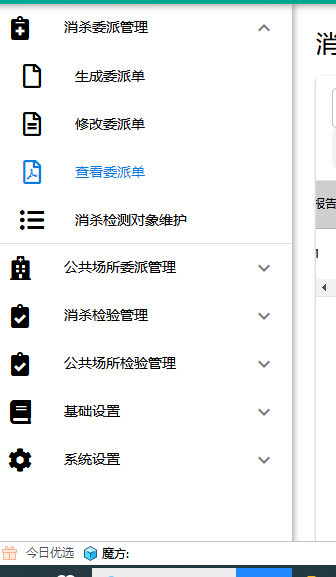 消杀委派管理
消
生成委派单
修改委派单
查看委派单
报告
消杀检测对象维护
公共场所委派管理
消杀检验管理
公共场所检验管理
基础设置
系统设置
今日优选 魔方: